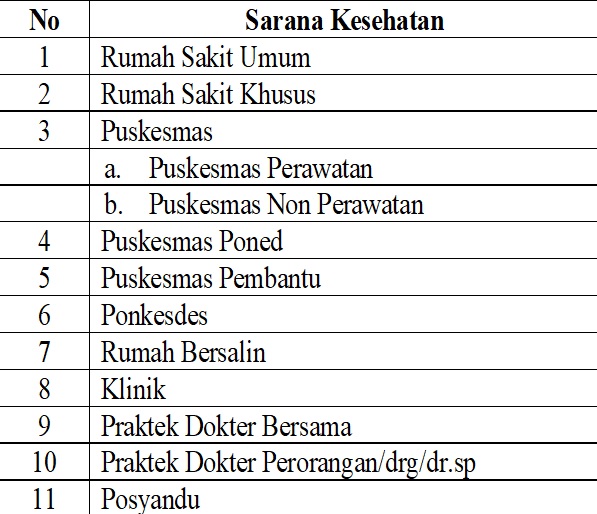 No Sarana Kesehatan
1 Rumah Sakit Umum
2 Rumah Sakit Khusus
3 Puskesmas
a. Puskesmas Perawatan
b. Puskesmas Non Perawatan
4 Puskesmas Poned
5 Puskesmas Pembantu
6 Ponkesdes
7 Rumah Bersalin
8 Klinik
9 Praktek Dokter Bersama
10 Praktek Dokter Perorangan/drg/dr.sp
11 Posyandu